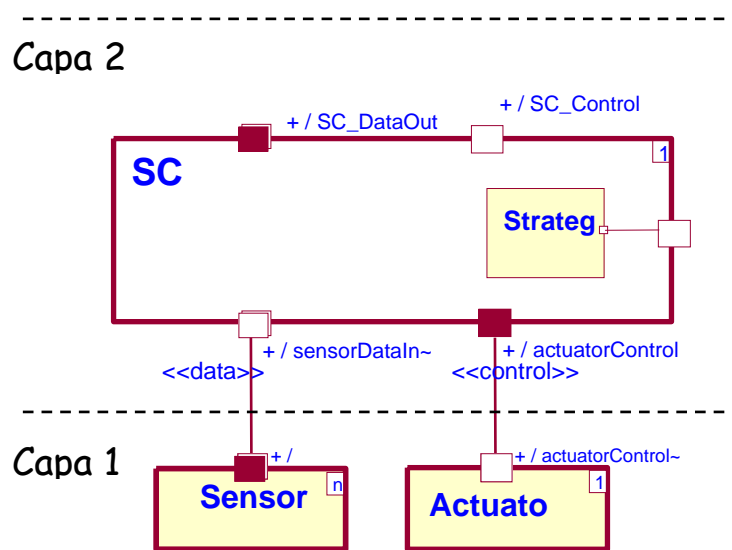 Capa 2
+ / SC_DataOut
+ / SC_Control
SC
1
Strateg
+ / sensorDataIn~
+ / actuatorControl
<<data>>
<<control>>
Capa 1
+ /
+ / actuatorControl~
Sensor
n
Actuato
1